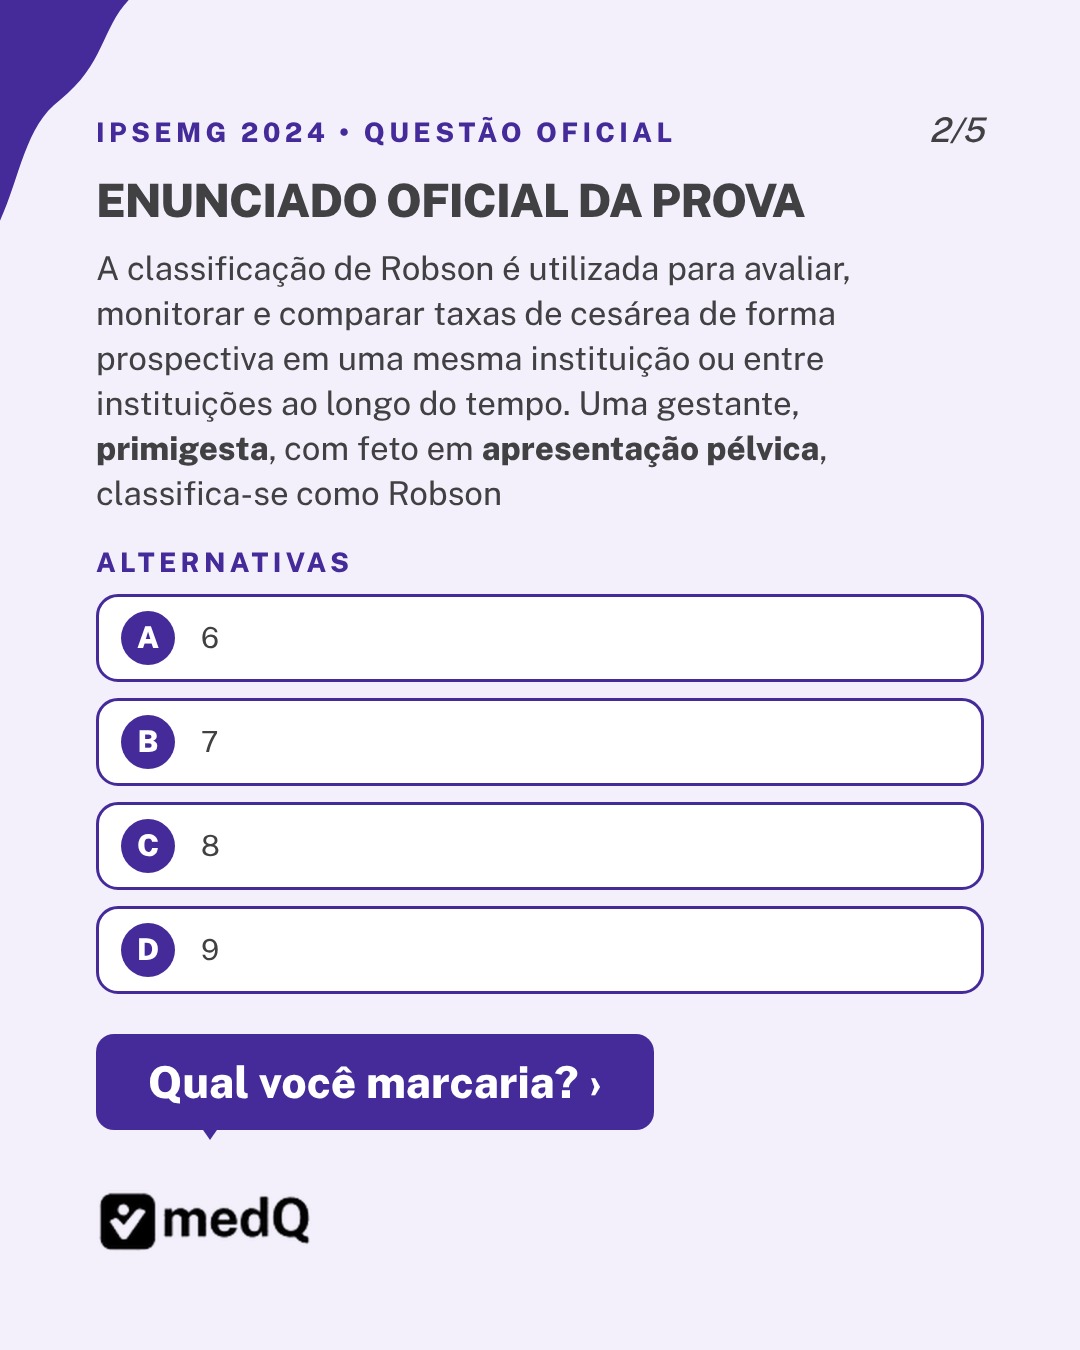 IPSEMG 2024 • QUESTÃO OFICIAL
2/5
ENUNCIADO OFICIAL DA PROVA
A classificação de Robson é utilizada para avaliar,
monitorar e comparar taxas de cesárea de forma
prospectiva em uma mesma instituição ou entre
instituições ao longo do tempo. Uma gestante,
primigesta, com feto em apresentação pélvica,
classifica-se como Robson
ALTERNATIVAS
A 6
B 7
C 8
D 9
Qual você marcaria? ›
medQ